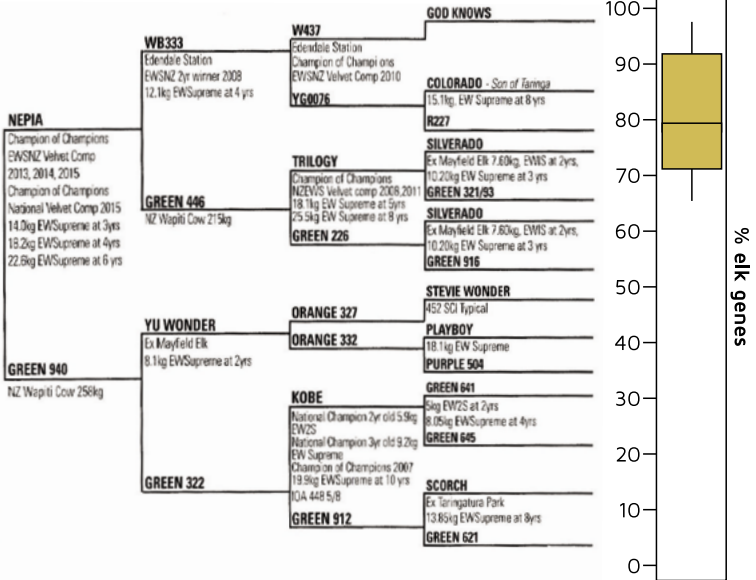 NEPIA
Champion of Champions
EWSNZ Velvet Comp
2013, 2014, 2015
Champion of Champions
National Velvet Comp 2015
14.0kg EWSupreme at 3yrs
18.2kg EWSupreme at 4yrs
22.6kg EWSupreme at 6 yrs
GREEN 940
NZ Wapiti Cow 258kg
WB333
Edendale Station
EWSNZ 2yr winner 2008
12.1kg EWSupreme at 4 yrs
GREEN 446
NZ Wapiti Cow 215kg
YU WONDER
Ex Mayfield Elk
8.1kg EWSupreme at 2yrs
GREEN 322
W437
Edendale Station
Champion of Champions
EWSNZ Velvet Comp 2010
YG0076
TRILOGY
Champion of Champions
NZEWS Velvet comp 2008,2011
18.1kg EW Supreme at 5yrs
25.5kg EW Supreme at 8 yrs
GREEN 226
ORANGE 327
ORANGE 332
KOBE
National Champion 2yr old 5.9kg
EW2S
National Champion 3yr old 9.2kg
EW Supreme
Champion of Champions 2007
19.9kg EWSupreme at 10 yrs
IOA 448 5/8
GREEN 912
GOD KNOWS
COLORADO - Son of Taringa
15.1kg, EW Supreme at 8 yrs
R227
SILVERADO
Ex Mayfield Elk 7.60kg, EWIS at 2yrs,
10.20kg EW Supreme at 3 yrs
GREEN 321/93
SILVERADO
Ex Mayfield Elk 7.60kg, EWIS at 2yrs,
10.20kg EW Supreme at 3 yrs
GREEN 916
STEVIE WONDER
452 SCI Typical
PLAYBOY
18.1kg EW Supreme
PURPLE 504
GREEN 641
5kg EW2S at 2yrs
8.05kg EWSupreme at 4yrs
GREEN 645
SCORCH
Ex Taringatura Park
13.85kg EWSupreme at 8yrs
GREEN 621
100
90
80
70
60
50
40
30
20
10
0
% elk genes